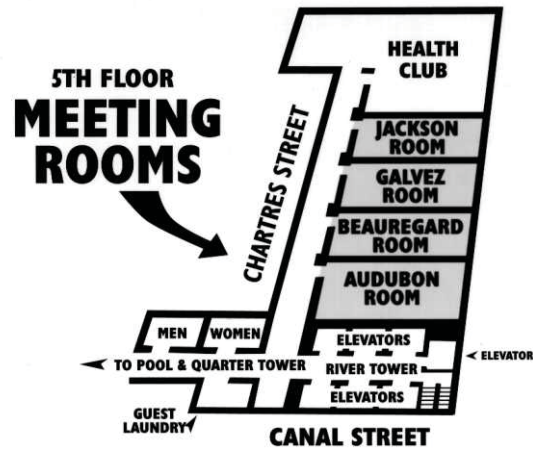 5TH FLOOR
MEETING
ROOMS
CHARTRES STREET
HEALTH
CLUB
JACKSON
ROOM
GALVEZ
ROOM
BEAUREGARD
ROOM
AUDUBON
ROOM
MEN
WOMEN
ELEVATORS
TO POOL & QUARTER TOWER
RIVER TOWER
ELEVATOR
ELEVATORS
GUEST
LAUNDRY
CANAL STREET